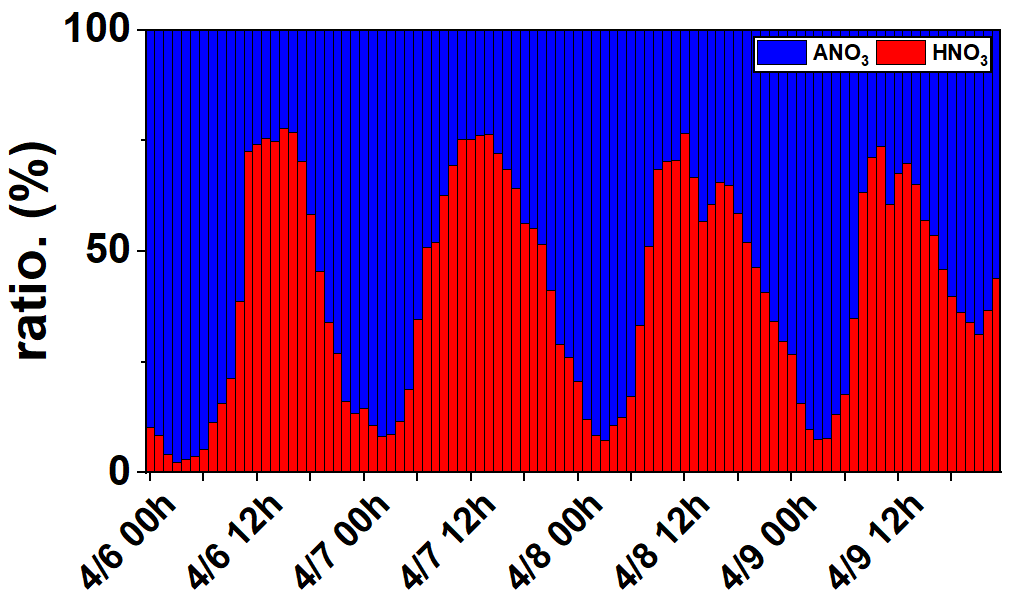 100
50
0
ratio. (%)
ANO₃ HNO₃
4/6 00h
4/6 12h
4/7 00h
4/7 12h
4/8 00h
4/8 12h
4/9 00h
4/9 12h